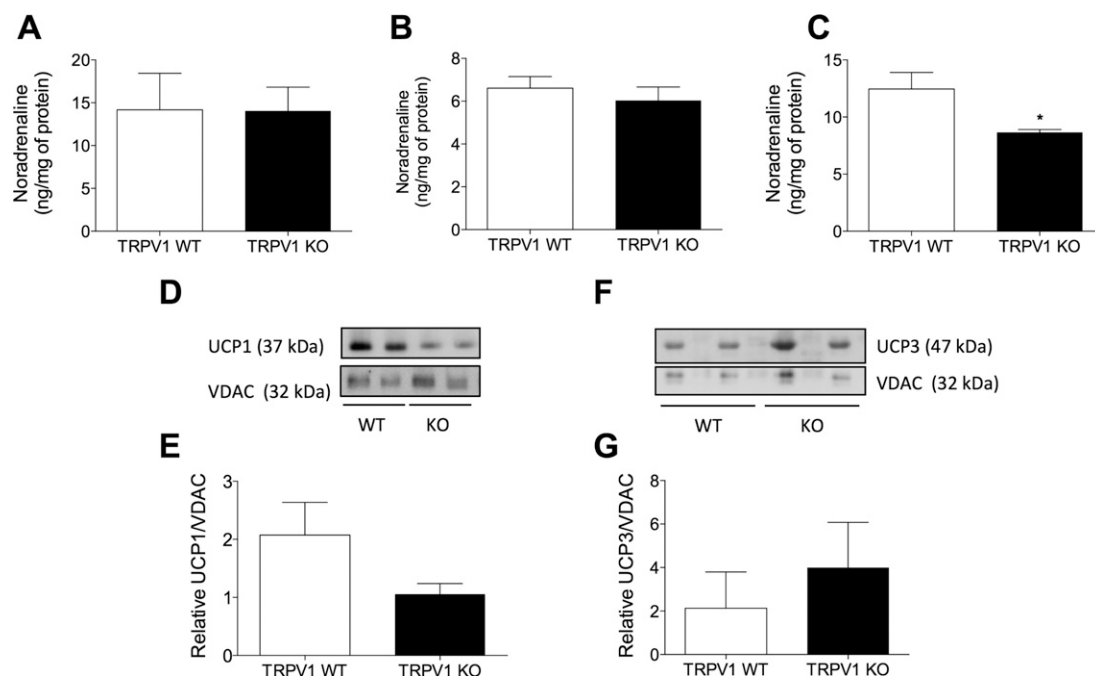 A
Noradrenaline
(ng/mg of protein)
20
15
10
5
0
TRPV1 WT
TRPV1 KO
B
Noradrenaline
(ng/mg of protein)
8
6
4
2
0
TRPV1 WT
TRPV1 KO
C
Noradrenaline
(ng/mg of protein)
15
10
5
0
*
TRPV1 WT
TRPV1 KO
D
UCP1 (37 kDa)
VDAC (32 kDa)
WT
KO
F
UCP3 (47 kDa)
VDAC (32 kDa)
WT
KO
E
Relative UCP1/VDAC
3
2
1
0
TRPV1 WT
TRPV1 KO
G
Relative UCP3/VDAC
8
6
4
2
0
TRPV1 WT
TRPV1 KO